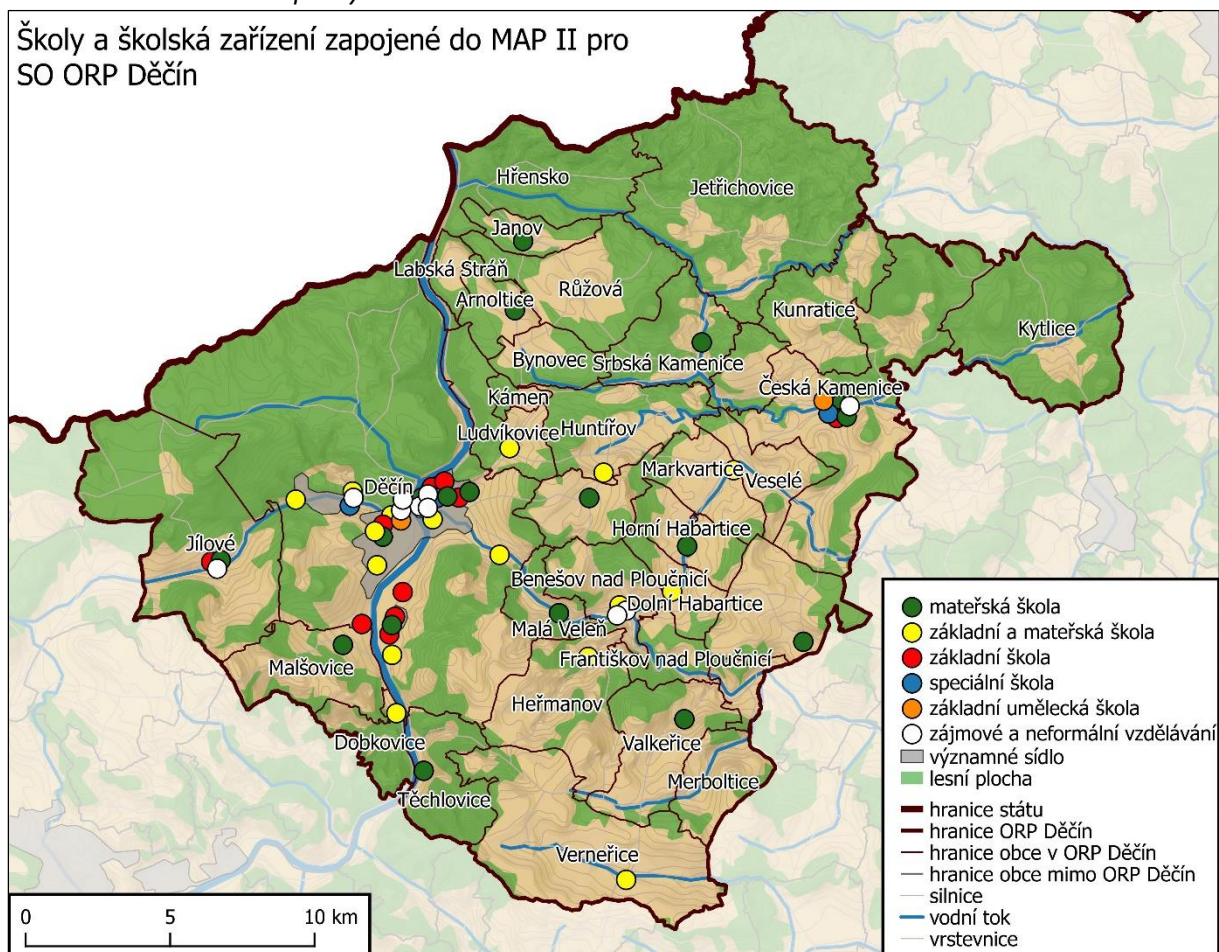 Školy a školská zařízení zapojené do MAP II pro
SO ORP Děčín
Hřensko
Jetřichovice
Janov
Labská Stráň
Růžová
Arnoltice
Kunratice
Kytlice
Bynovec
Srbská Kamenice
Česká Kamenice
Kámen
Ludvíkovice
Huntířov
Markvartice
Veselé
Děčín
Horní Habartice
Jílové
Benešov nad Ploučnicí
Dolní Habartice
Malá Veleň
Františkov nad Ploučnicí
Malšovice
Heřmanov
Valkeřice
Dobkovice
Merboltice
Těchlovice
Verneřice
mateřská škola
základní a mateřská škola
základní škola
speciální škola
základní umělecká škola
zájmové a neformální vzdělávání
významné sídlo
lesní plocha
hranice státu
hranice ORP Děčín
hranice obce v ORP Děčín
hranice obce mimo ORP Děčín
silnice
vodní tok
vrstevnice
0 5 10 km